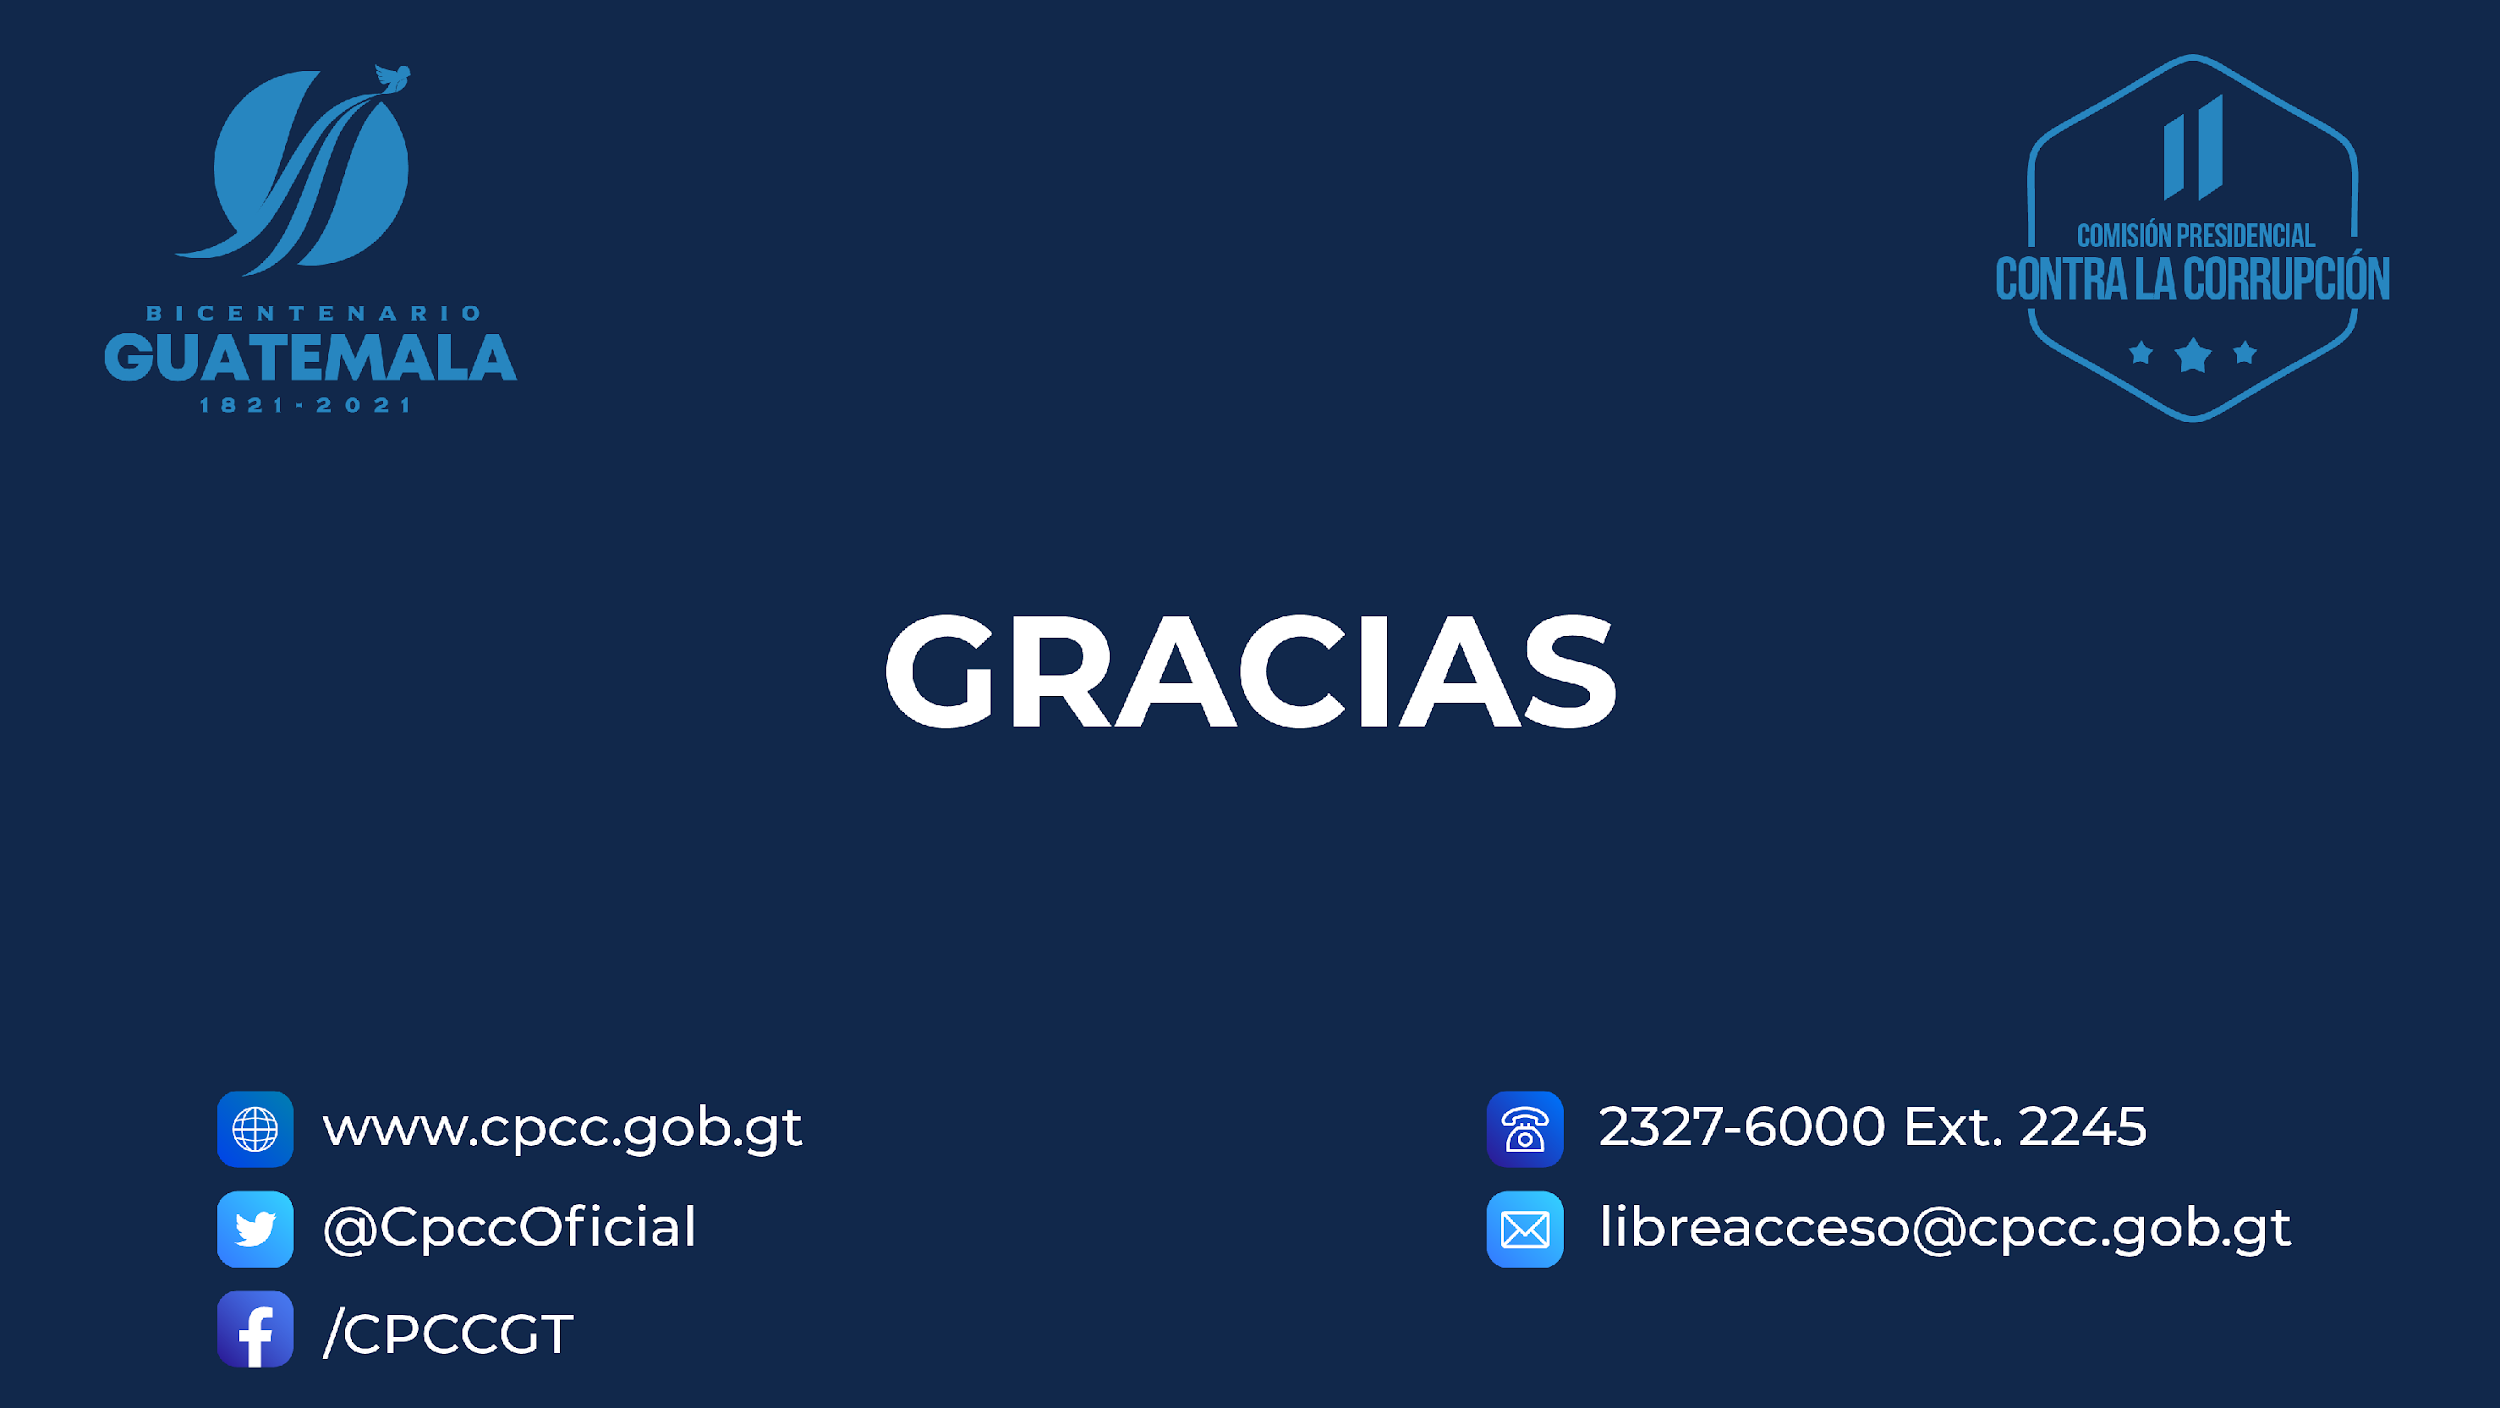 BICENTENARIO
GUATEMALA
1821-2021
COMISIÓN PRESIDENCIAL
CONTRA LA CORRUPCIÓN
GRACIAS
www.cpcc.gob.gt
@CpccOficial
/CPCCGT
2327-6000 Ext. 2245
libreacceso@cpcc.gob.gt